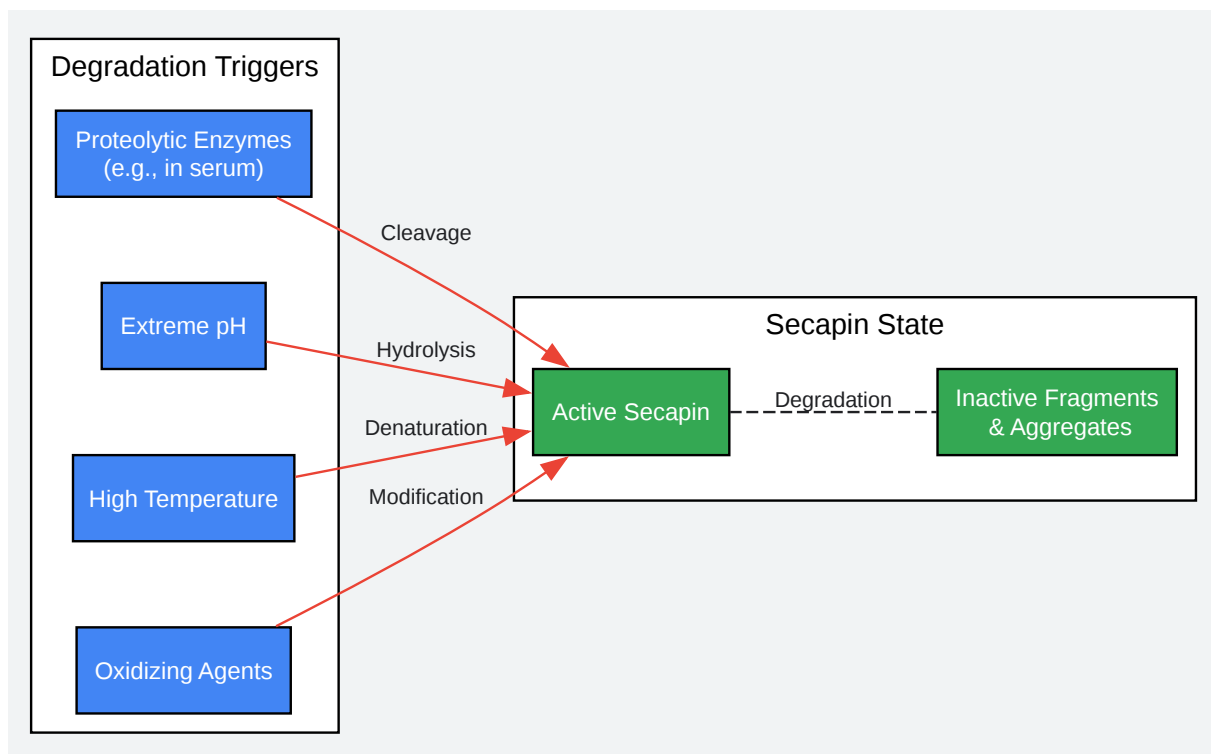 Degradation Triggers
Proteolytic Enzymes
(e.g., in serum)
Cleavage
Extreme pH
Hydrolysis
Secapin State
Active Secapin
Degradation
Inactive Fragments
& Aggregates
Denaturation
High Temperature
Modification
Oxidizing Agents